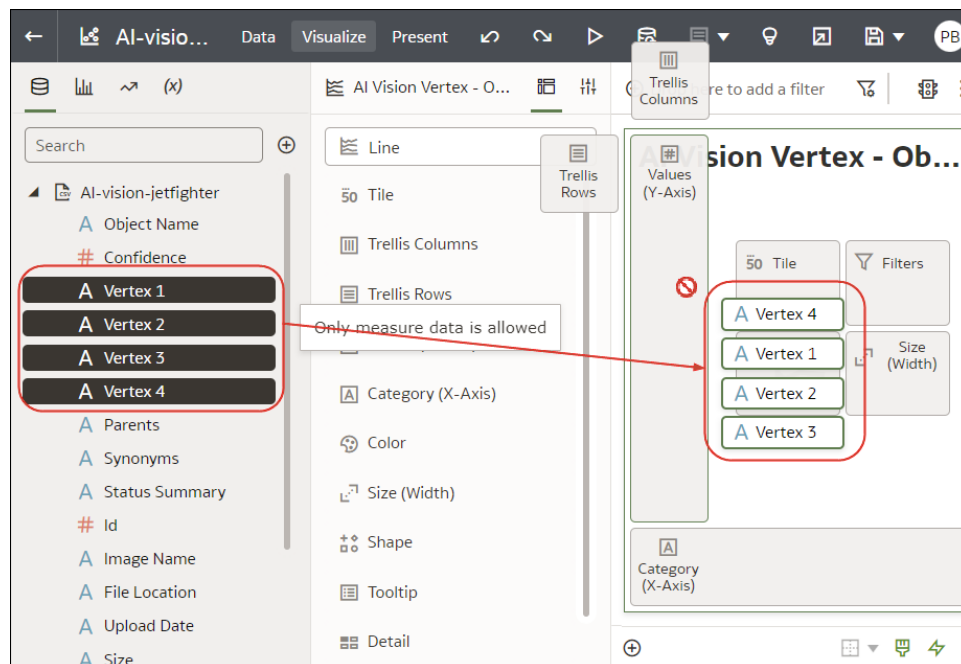 AI-visio...
Data
Visualize
Present
PB
(x)
AI Vision Vertex - O...
Trellis
Columns
re to add a filter
Search
Line
Trellis
Rows
AI Vision Vertex - Ob...
Values
(Y-Axis)
AI-vision-jetfighter
CSV
A Object Name
# Confidence
A Vertex 1
A Vertex 2
A Vertex 3
A Vertex 4
A Parents
A Synonyms
A Status Summary
# Id
A Image Name
A File Location
A Upload Date
A Size
50 Tile
Trellis Columns
Trellis Rows
Only measure data is allowed
A Category (X-Axis)
Color
Size (Width)
Shape
Tooltip
Detail
50 Tile
Filters
A Vertex 4
A Vertex 1
A Vertex 2
A Vertex 3
Size
(Width)
A
Category
(X-Axis)